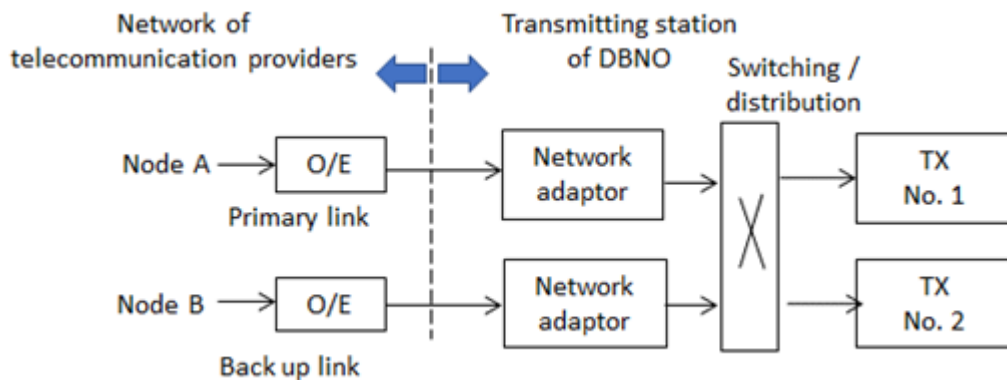 Network of
telecommunication providers
Transmitting station
of DBNO
Switching /
distribution
Node A
O/E
Primary link
Network
adaptor
TX
No. 1
Node B
O/E
Back up link
Network
adaptor
TX
No. 2